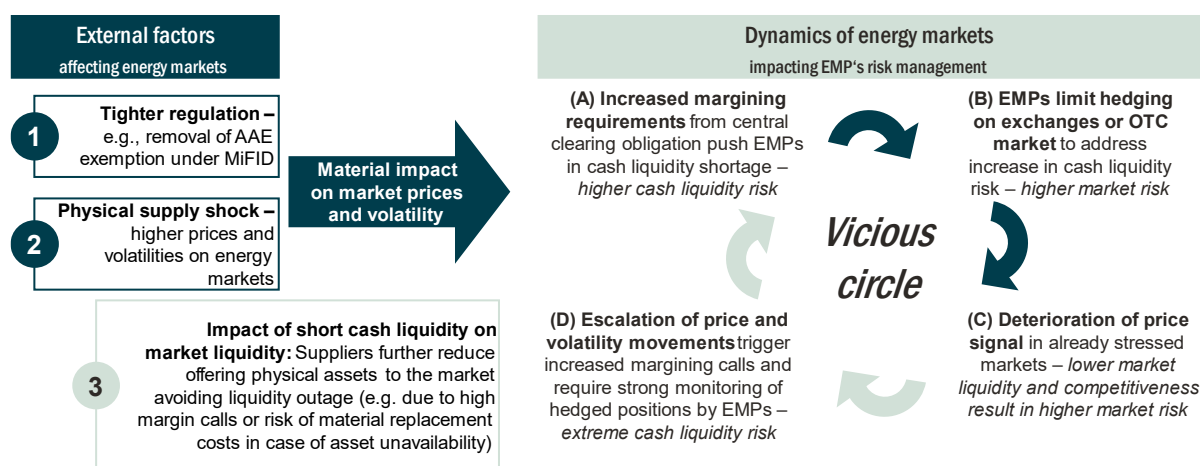 External factors
affecting energy markets
1
Tighter regulation –
e.g., removal of AAE
exemption under MiFID
2
Physical supply shock –
higher prices and
volatilities on energy
markets
3
Impact of short cash liquidity on
market liquidity: Suppliers further reduce
offering physical assets to the market
avoiding liquidity outage (e.g. due to high
margin calls or risk of material replacement
costs in case of asset unavailability)
Material impact
on market prices
and volatility
Dynamics of energy markets
impacting EMP‘s risk management
(A) Increased margining
requirements from central
clearing obligation push EMPs
in cash liquidity shortage –
higher cash liquidity risk
(B) EMPs limit hedging
on exchanges or OTC
market to address
increase in cash liquidity
risk – higher market risk
Vicious
circle
(C) Deterioration of price
signal in already stressed
markets – lower market
liquidity and competitiveness
result in higher market risk
(D) Escalation of price and
volatility movements trigger
increased margining calls and
require strong monitoring of
hedged positions by EMPs –
extreme cash liquidity risk